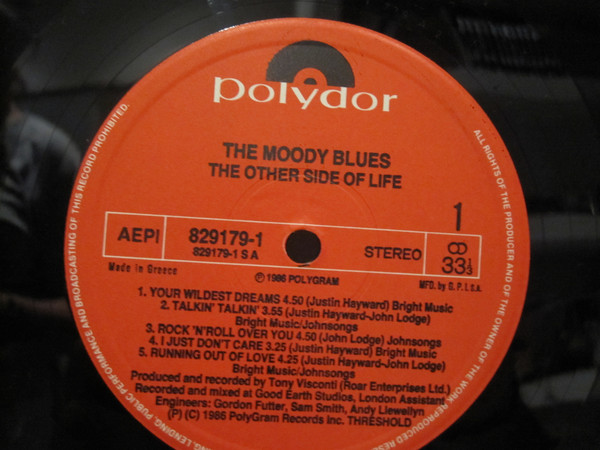 polydor
THE MOODY BLUES
THE OTHER SIDE OF LIFE
1
AEPI
829179-1
829179-1 S A
STEREO
33⅓
Made in Greece
℗ 1986 POLYGRAM
MFD. by G. P. I. C.A.
1. YOUR WILDEST DREAMS 4.50 (Justin Hayward) Bright Music
2. TALKIN' TALKIN' 3.55 (Justin Hayward-John Lodge)
Bright Music/Johnsongs
3. ROCK 'N'ROLL OVER YOU 4.50 (John Lodge) Johnsongs
4. I JUST DON'T CARE 3.25 (Justin Hayward) Bright Music
5. RUNNING OUT OF LOVE 4.25 (Justin Hayward-John Lodge)
Bright Music/Johnsongs
Produced and recorded by Tony Visconti (Roar Enterprises Ltd.)
Recorded and mixed at Good Earth Studios, London Assistant
Engineers: Gordon Futter, Sam Smith, Andy Llewellyn
(P) (C) 1986 PolyGram Records Inc. THRESHOLD
ALL RIGHTS OF THE PRODUCER AND OF THE OWNER OF THE WORK REPRODUCED
LENDING, PUBLIC PERFORMANCE AND BROADCASTING OF THIS RECORD PROHIBITED.